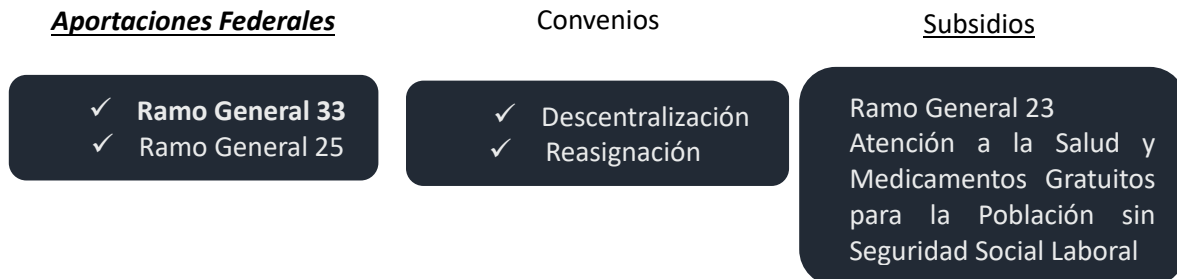 Aportaciones Federales
✓ Ramo General 33
✓ Ramo General 25
Convenios
✓ Descentralización
✓ Reasignación
Subsidios
Ramo General 23
Atención a la Salud y
Medicamentos Gratuitos
para la Población sin
Seguridad Social Laboral